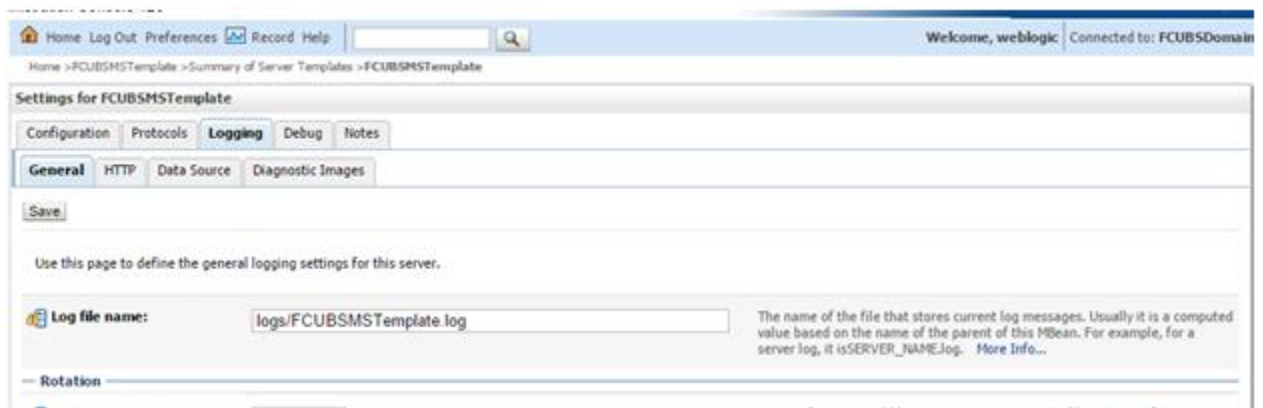 Home Log Out Preferences Record Help
Welcome, weblogic Connected to: FCUBSDomain
Home >FCUBSMSTemplate >Summary of Server Templates >FCUBSMSTemplate
Settings for FCUBSMSTemplate
Configuration Protocols Logging Debug Notes
General HTTP Data Source Diagnostic Images
Save
Use this page to define the general logging settings for this server.
Log file name:
logs/FCUBSMSTemplate.log
The name of the file that stores current log messages. Usually it is a computed
value based on the name of the parent of this MBean. For example, for a
server log, it isSERVER_NAME.log. More Info...
Rotation